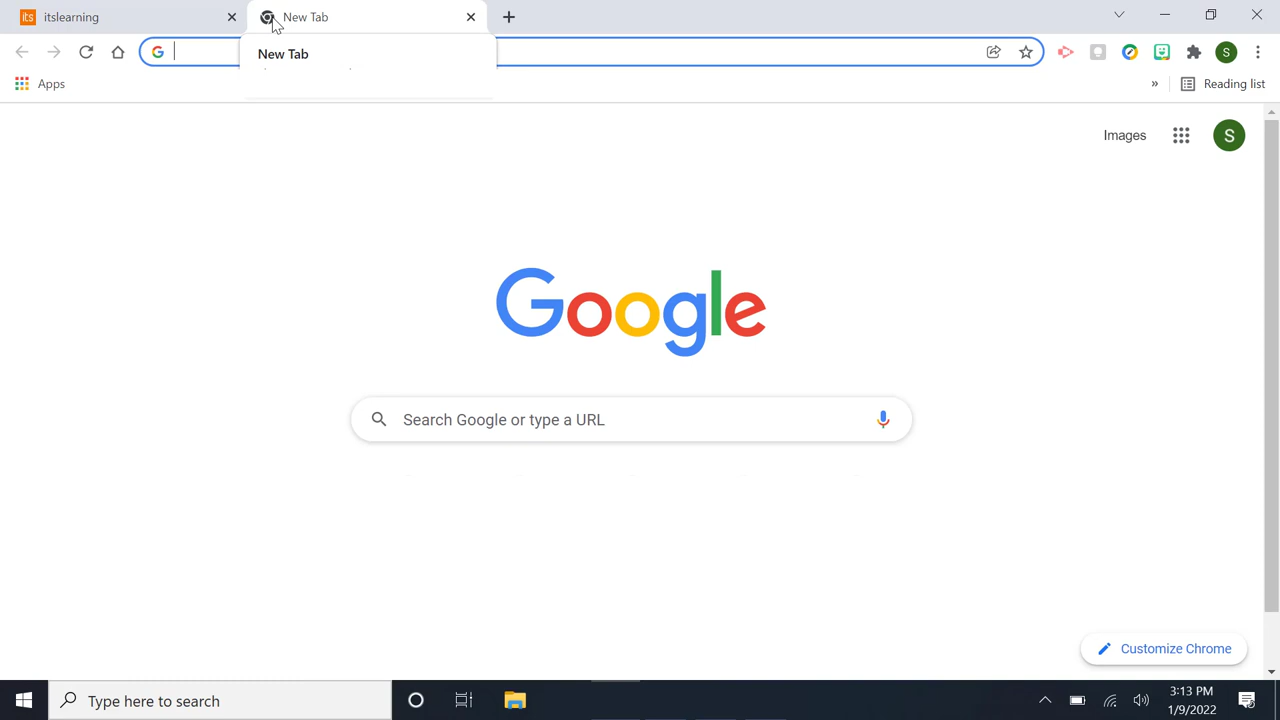 its itslearning
New Tab
New Tab
Apps
» Reading list
Images
S
S
Google
Search Google or type a URL
Customize Chrome
Type here to search
3:13 PM
1/9/2022